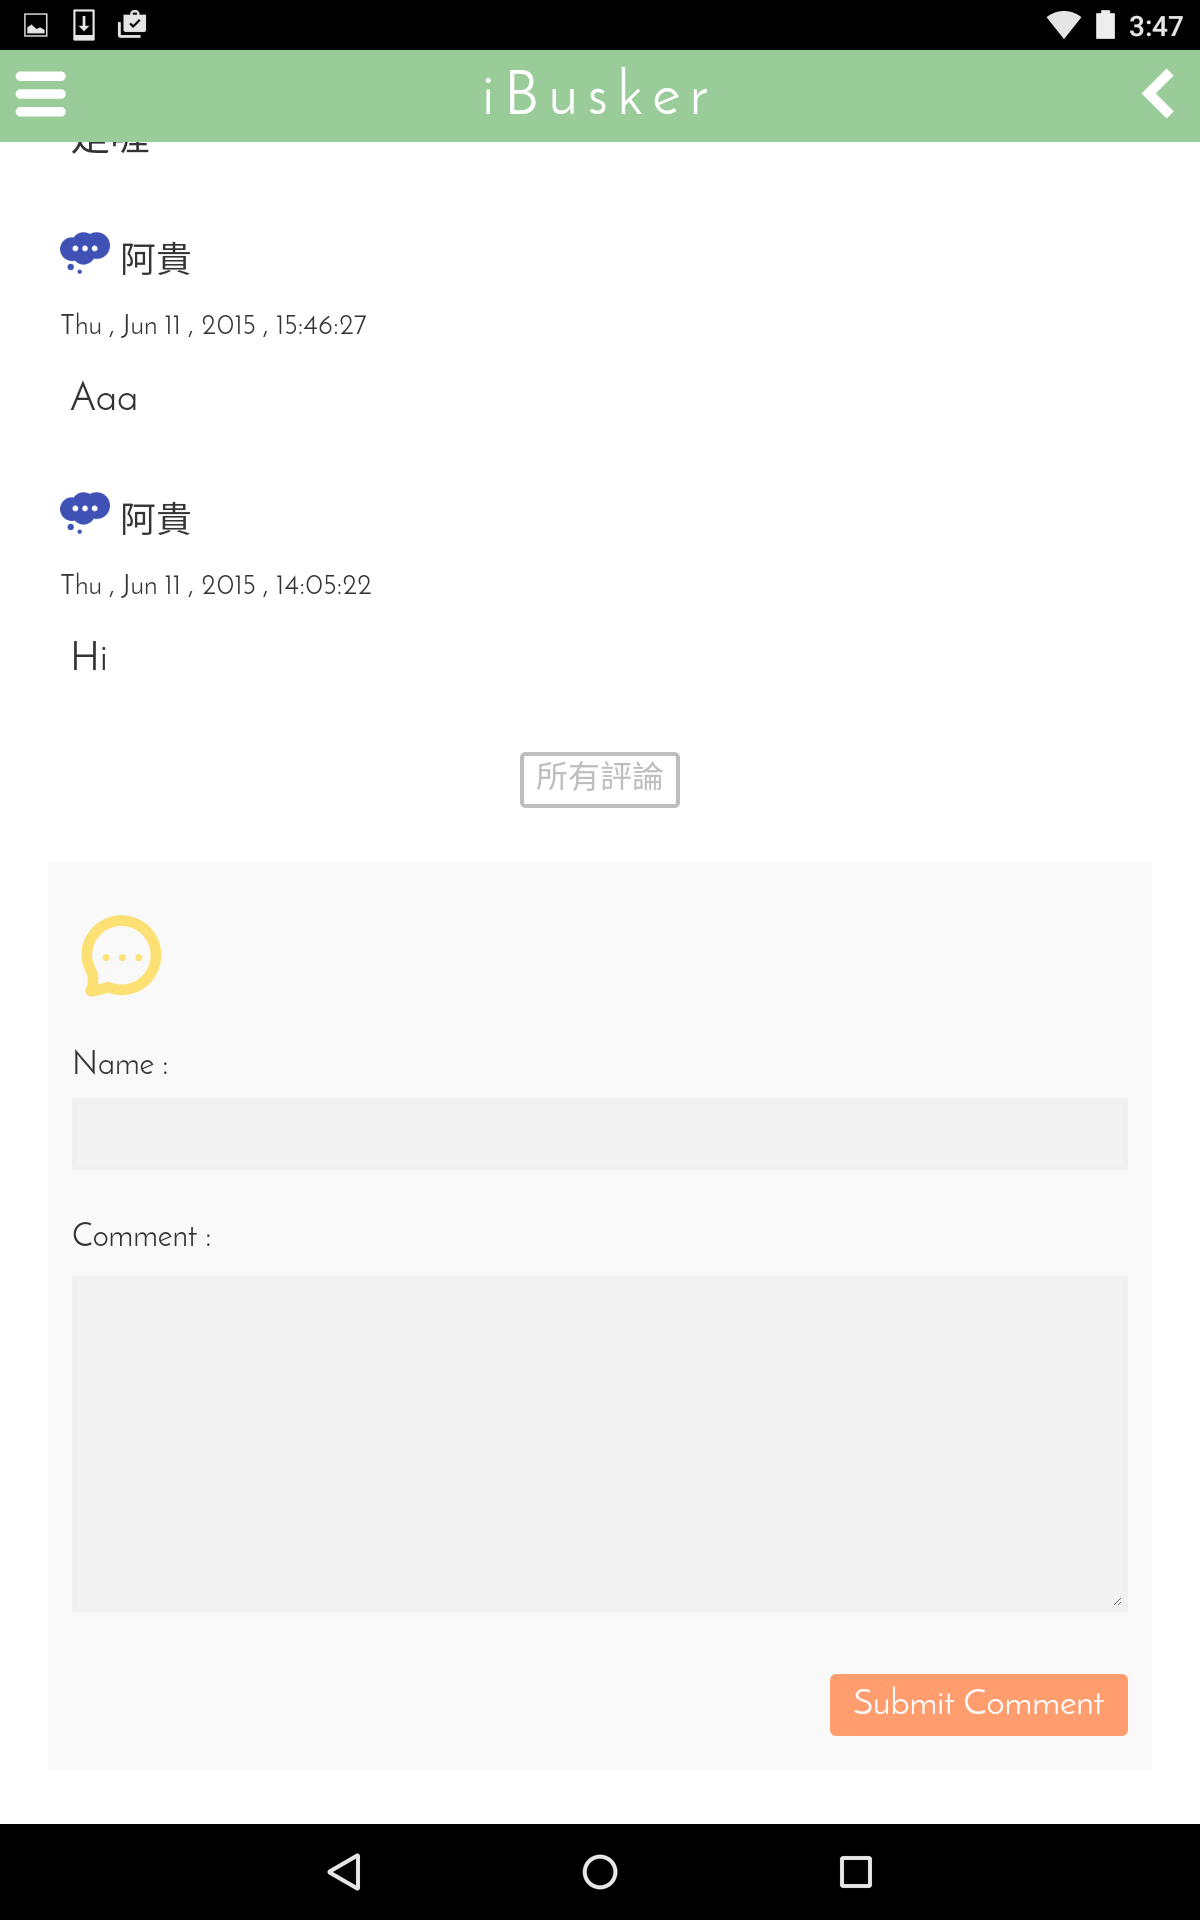 3:47
iBusker
阿貴
Thu , Jun 11 , 2015 , 15:46:27
Aaa
阿貴
Thu , Jun 11 , 2015 , 14:05:22
Hi
所有評論
Name :
Comment :
Submit Comment